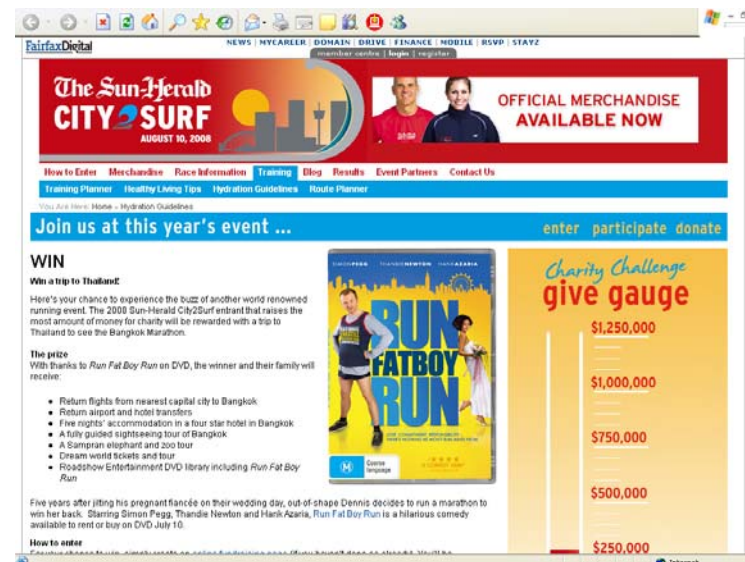 FairfaxDigital
NEWS | MYCAREER | DOMAIN | DRIVE | FINANCE | MOBILE | RSVP | STAYZ
member centre | login | register
The Sun-Herald
CITY2SURF
AUGUST 10, 2008
OFFICIAL MERCHANDISE
AVAILABLE NOW
How to Enter Merchandise Race Information Training Blog Results Event Partners Contact Us
Training Planner Healthy Living Tips Hydration Guidelines Route Planner
You Are Here: Home » Hydration Guidelines
Join us at this year's event ...
enter participate donate
WIN
Win a trip to Thailand!
Here's your chance to experience the buzz of another world renowned
running event. The 2008 Sun-Herald City2Surf entrant that raises the
most amount of money for charity will be rewarded with a trip to
Thailand to see the Bangkok Marathon.
The prize
With thanks to Run Fat Boy Run on DVD, the winner and their family will
receive:
Return flights from nearest capital city to Bangkok
Return airport and hotel transfers
Five nights' accommodation in a four star hotel in Bangkok
A fully guided sightseeing tour of Bangkok
A Sampran elephant and zoo tour
Dream world tickets and tour
Roadshow Entertainment DVD library including Run Fat Boy
Run
SIMON PEGG THANDIE NEWTON HANK AZARIA
RUN
FATBOY
RUN
M
Coarse
language
Five years after jilting his pregnant fiancée on their wedding day, out-of-shape Dennis decides to run a marathon to
win her back. Starring Simon Pegg, Thandie Newton and Hank Azaria, Run Fat Boy Run is a hilarious comedy
available to rent or buy on DVD July 10.
How to enter
Charity Challenge
give gauge
$1,250,000
$1,000,000
$750,000
$500,000
$250,000
Internet